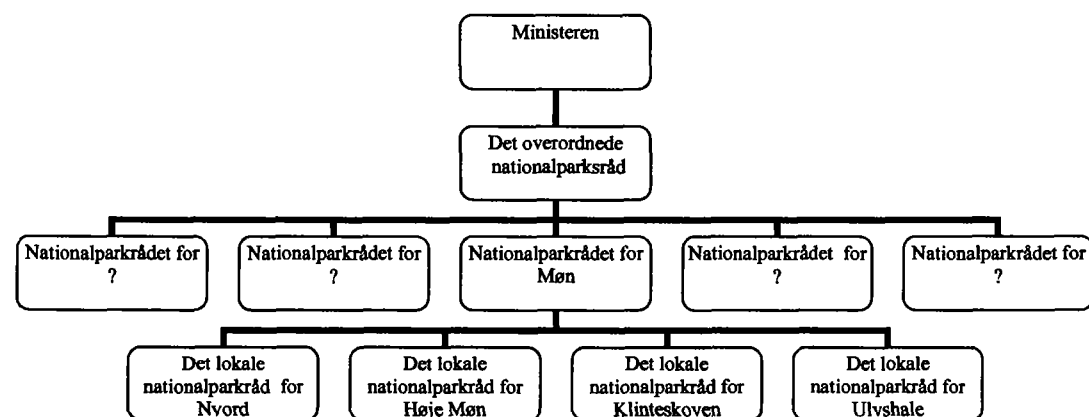 Ministeren
Det overordnede
nationalparksråd
Nationalparkrådet for
?
Nationalparkrådet for
?
Nationalparkrådet for
Møn
Nationalparkrådet for
?
Nationalparkrådet for
?
Det lokale
nationalparkråd for
Nyord
Det lokale
nationalparkråd for
Høje Møn
Det lokale
nationalparkråd for
Klinteskoven
Det lokale
nationalparkråd for
Ulvshale